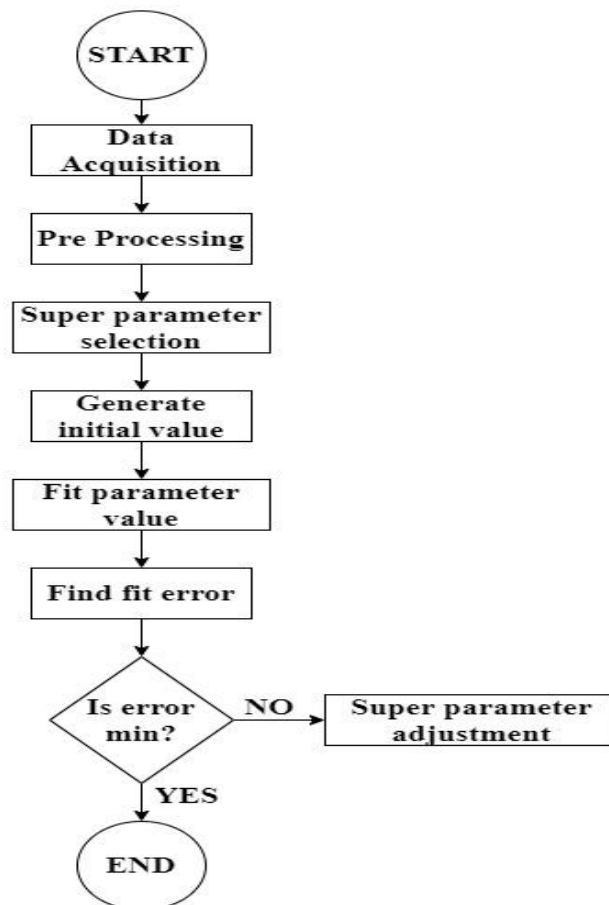 START
Data
Acquisition
Pre Processing
Super parameter
selection
Generate
initial value
Fit parameter
value
Find fit error
Is error
min?
NO
Super parameter
adjustment
YES
END